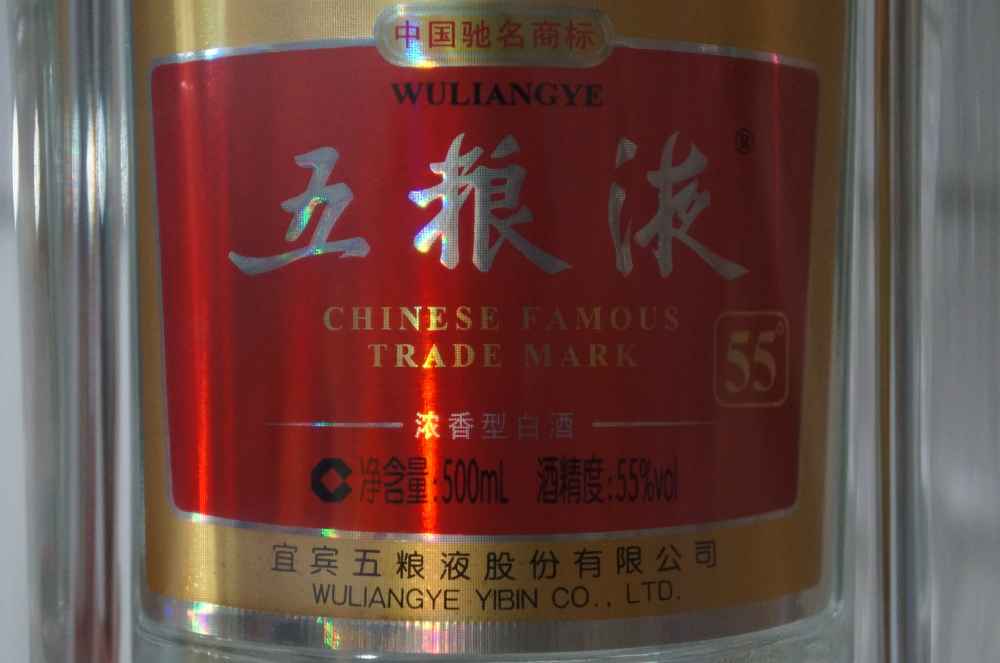 中国驰名商标
WULIANGYE
五粮液®
CHINESE FAMOUS
TRADE MARK
55°
浓香型白酒
净含量:500mL 酒精度:55%vol
宜宾五粮液股份有限公司
WULIANGYE YIBIN CO., LTD.